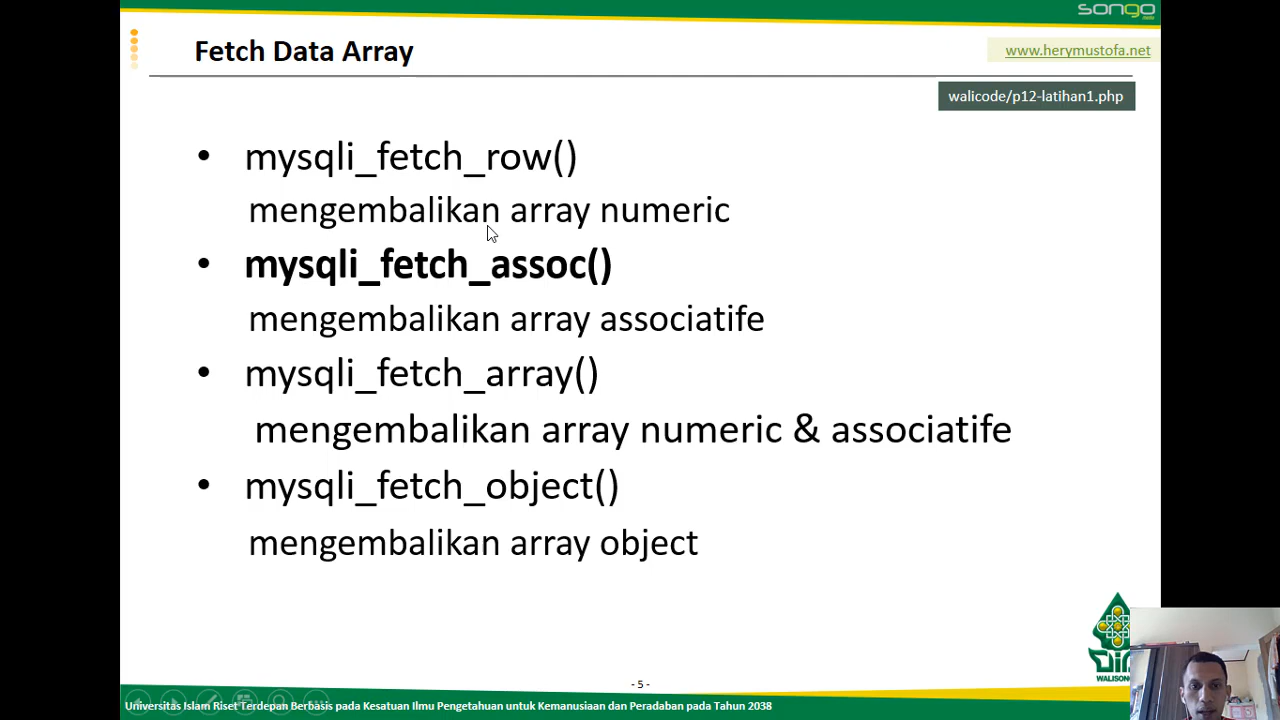 songo
Fetch Data Array
www.herymustofa.net
walicode/p12-latihan1.php
• mysqli_fetch_row()
mengembalikan array numeric
• mysqli_fetch_assoc()
mengembalikan array associatife
• mysqli_fetch_array()
mengembalikan array numeric & associatife
• mysqli_fetch_object()
mengembalikan array object
- 5 -
WALISONG
Universitas Islam Riset Terdepan Berbasis pada Kesatuan Ilmu Pengetahuan untuk Kemanusiaan dan Peradaban pada Tahun 2038